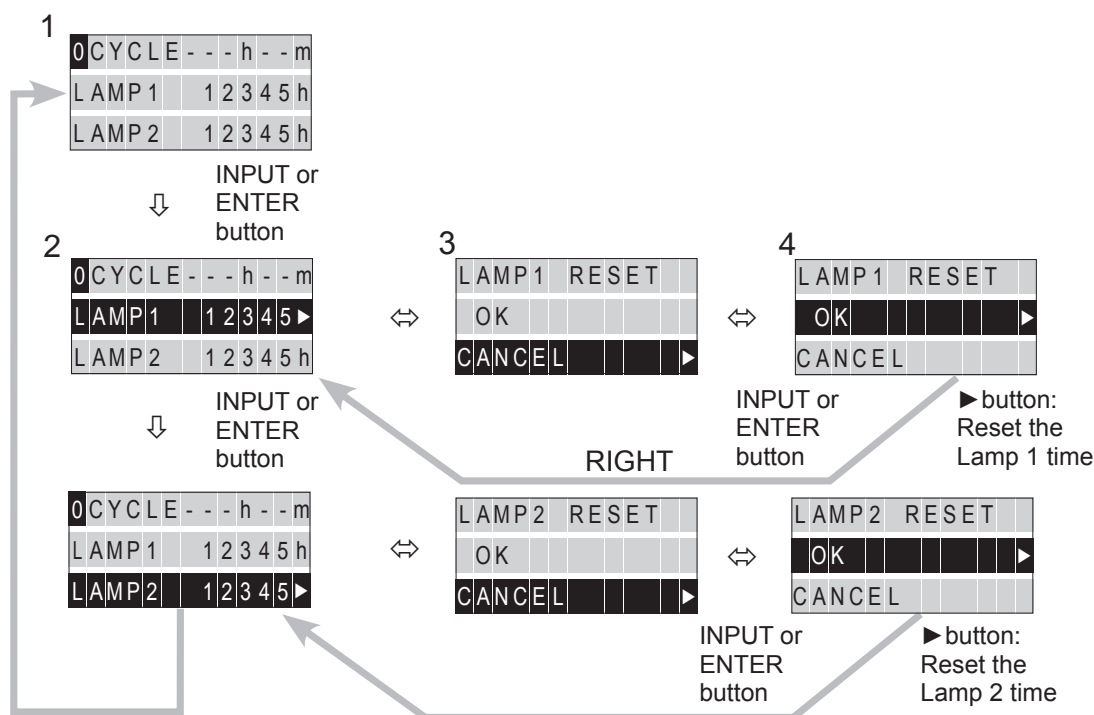 1
0CYCLE---h--m
LAMP1 12345h
LAMP2 12345h
INPUT or
ENTER
button
2
0CYCLE---h--m
LAMP1 12345►
LAMP2 12345h
3
LAMP1 RESET
OK
CANCEL ►
4
LAMP1 RESET
OK ►
CANCEL
INPUT or
ENTER
button
INPUT or
ENTER
button
►button:
Reset the
Lamp 1 time
RIGHT
0CYCLE---h--m
LAMP1 12345h
LAMP2 12345►
LAMP2 RESET
OK
CANCEL ►
LAMP2 RESET
OK ►
CANCEL
INPUT or
ENTER
button
►button:
Reset the
Lamp 2 time